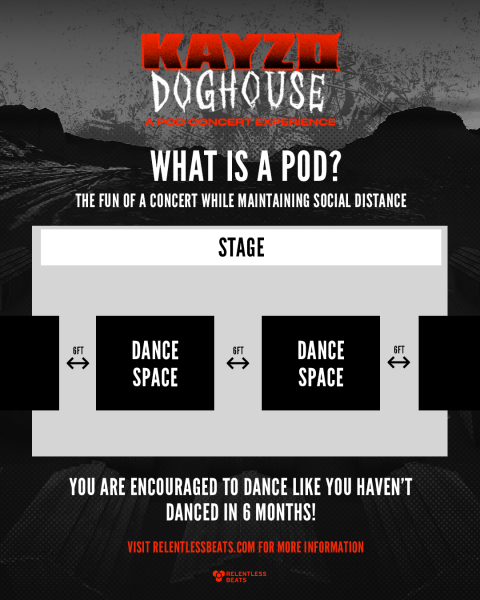 KAYZO
DOGHOUSE
A POD CONCERT EXPERIENCE
WHAT IS A POD?
THE FUN OF A CONCERT WHILE MAINTAINING SOCIAL DISTANCE
STAGE
6FT
DANCE
SPACE
6FT
DANCE
SPACE
6FT
YOU ARE ENCOURAGED TO DANCE LIKE YOU HAVEN'T
DANCED IN 6 MONTHS!
VISIT RELENTLESSBEATS.COM FOR MORE INFORMATION
RELENTLESS
BEATS